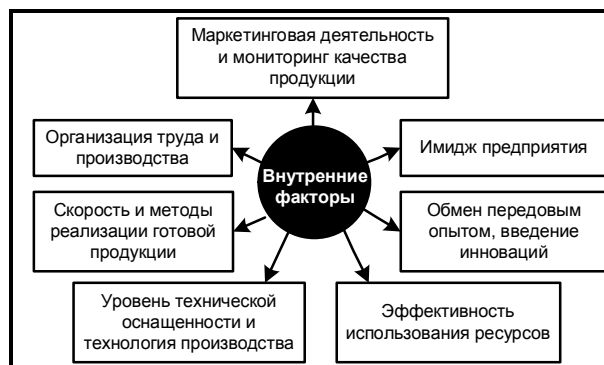 Маркетинговая деятельность
и мониторинг качества
продукции
Организация труда и
производства
Имидж предприятия
Внутренние
факторы
Скорость и методы
реализации готовой
продукции
Обмен передовым
опытом, введение
инноваций
Уровень технической
оснащенности и
технология производства
Эффективность
использования ресурсов